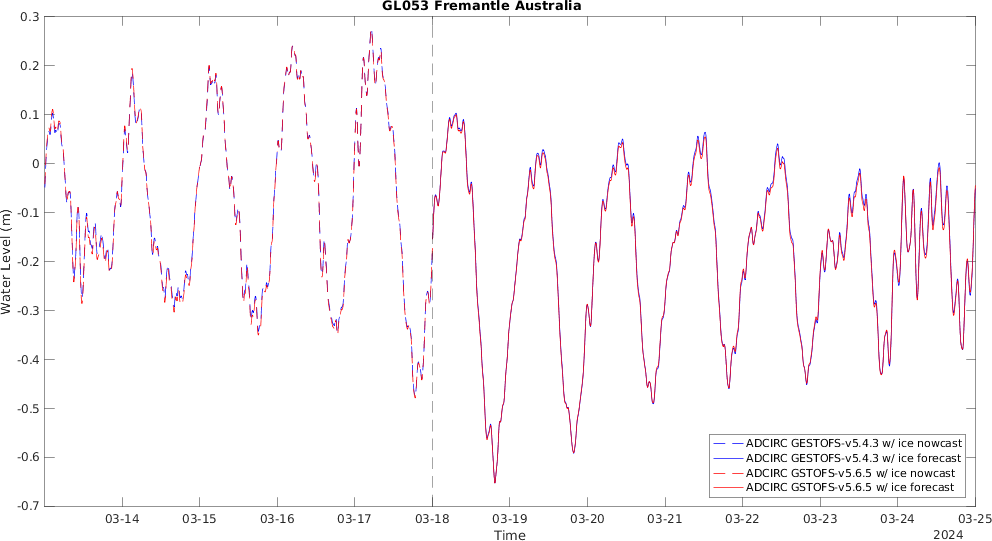 GL053 Fremantle Australia
0.3
0.2
0.1
0
-0.1
-0.2
-0.3
-0.4
-0.5
-0.6
-0.7
Water Level (m)
ADCIRC GESTOFS-v5.4.3 w/ ice nowcast
ADCIRC GESTOFS-v5.4.3 w/ ice forecast
ADCIRC GSTOFS-v5.6.5 w/ ice nowcast
ADCIRC GSTOFS-v5.6.5 w/ ice forecast
03-14 03-15 03-16 03-17 03-18 03-19 03-20 03-21 03-22 03-23 03-24 03-25
Time
2024